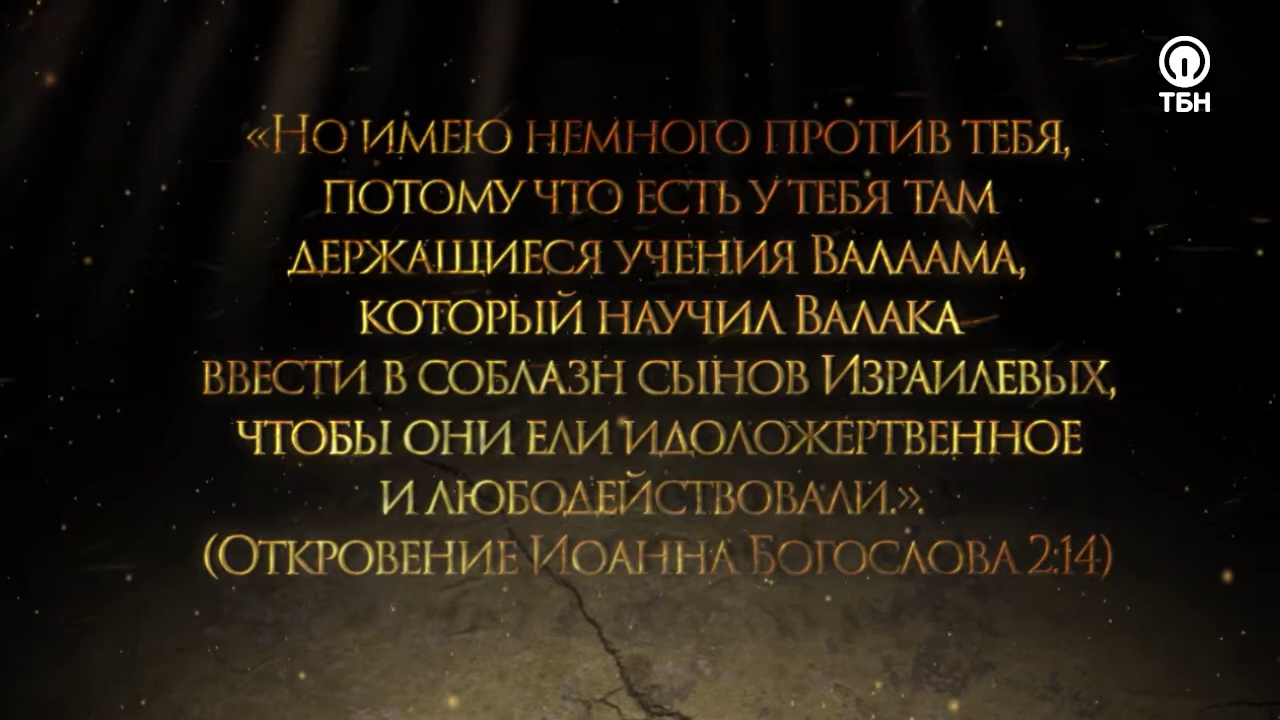 «Но имею немного против тебя,
потому что есть у тебя там
держащиеся учения Валаама,
который научил Валака
ввести в соблазн сынов Израилевых,
чтобы они ели идоложертвенное
и любодействовали.».
(Откровение Иоанна Богослова 2:14)
ТБН